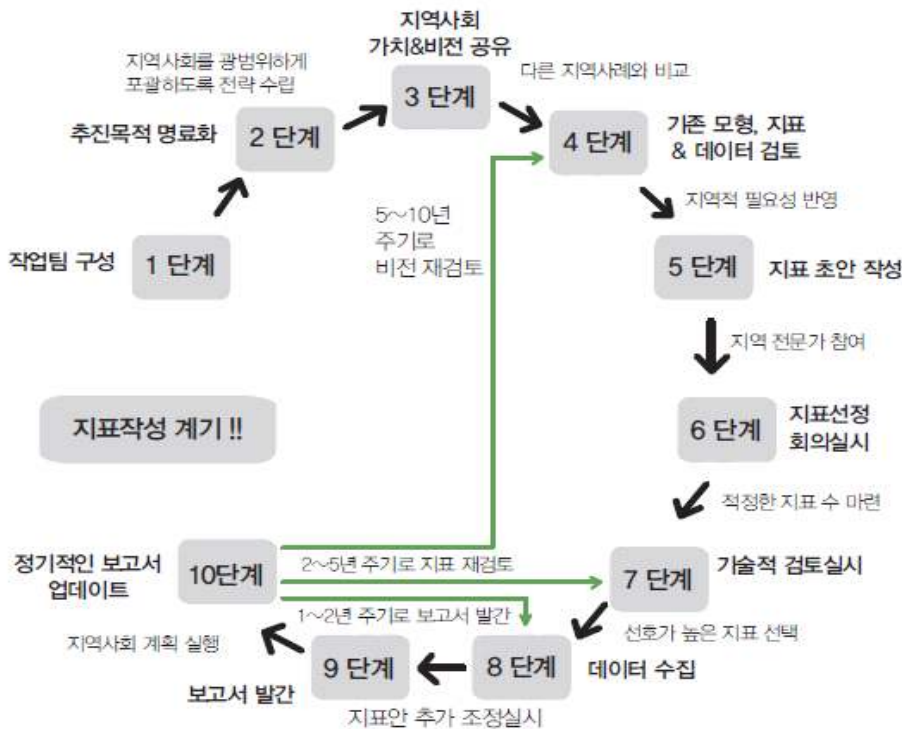 지역사회
가치&비전 공유
지역사회를 광범위하게
포괄하도록 전략 수립
3 단계
다른 지역사례와 비교
추진목적 명료화
2 단계
4 단계
기존 모형, 지표
& 데이터 검토
5~10년
주기로
비전 재검토
지역적 필요성 반영
작업팀 구성
1 단계
5 단계
지표 초안 작성
지역 전문가 참여
지표작성 계기 !!
6 단계
지표선정
회의실시
적정한 지표 수 마련
정기적인 보고서
업데이트
10단계
2~5년 주기로 지표 재검토
7 단계
기술적 검토실시
1~2년 주기로 보고서 발간
지역사회 계획 실행
선호가 높은 지표 선택
보고서 발간
9 단계
8 단계
데이터 수집
지표안 추가 조정실시